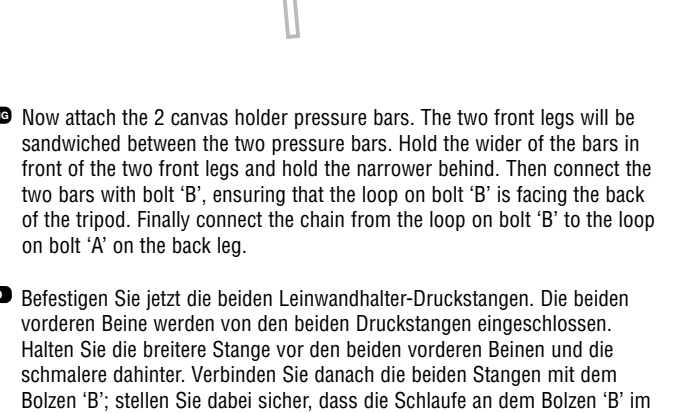 Now attach the 2 canvas holder pressure bars. The two front legs will be
sandwiched between the two pressure bars. Hold the wider of the bars in
front of the two front legs and hold the narrower behind. Then connect the
two bars with bolt ‘B’, ensuring that the loop on bolt ‘B’ is facing the back
of the tripod. Finally connect the chain from the loop on bolt ‘B’ to the loop
on bolt ‘A’ on the back leg.
Befestigen Sie jetzt die beiden Leinwandhalter-Druckstangen. Die beiden
vorderen Beine werden von den beiden Druckstangen eingeschlossen.
Halten Sie die breitere Stange vor den beiden vorderen Beinen und die
schmalere dahinter. Verbinden Sie danach die beiden Stangen mit dem
Bolzen ‘B’; stellen Sie dabei sicher, dass die Schlaufe an dem Bolzen ‘B’ im